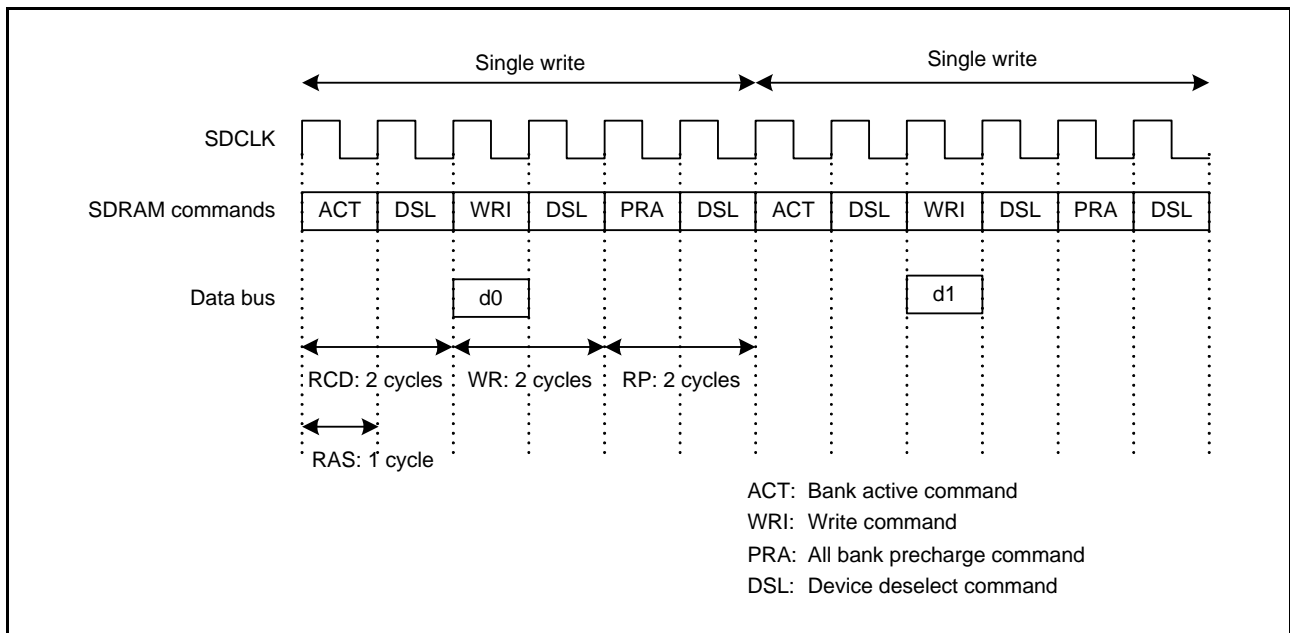 Single write Single write
SDCLK
SDRAM commands ACT DSL WRI DSL PRA DSL ACT DSL WRI DSL PRA DSL
Data bus d0 d1
RCD: 2 cycles WR: 2 cycles RP: 2 cycles
RAS: 1 cycle
ACT: Bank active command
WRI: Write command
PRA: All bank precharge command
DSL: Device deselect command